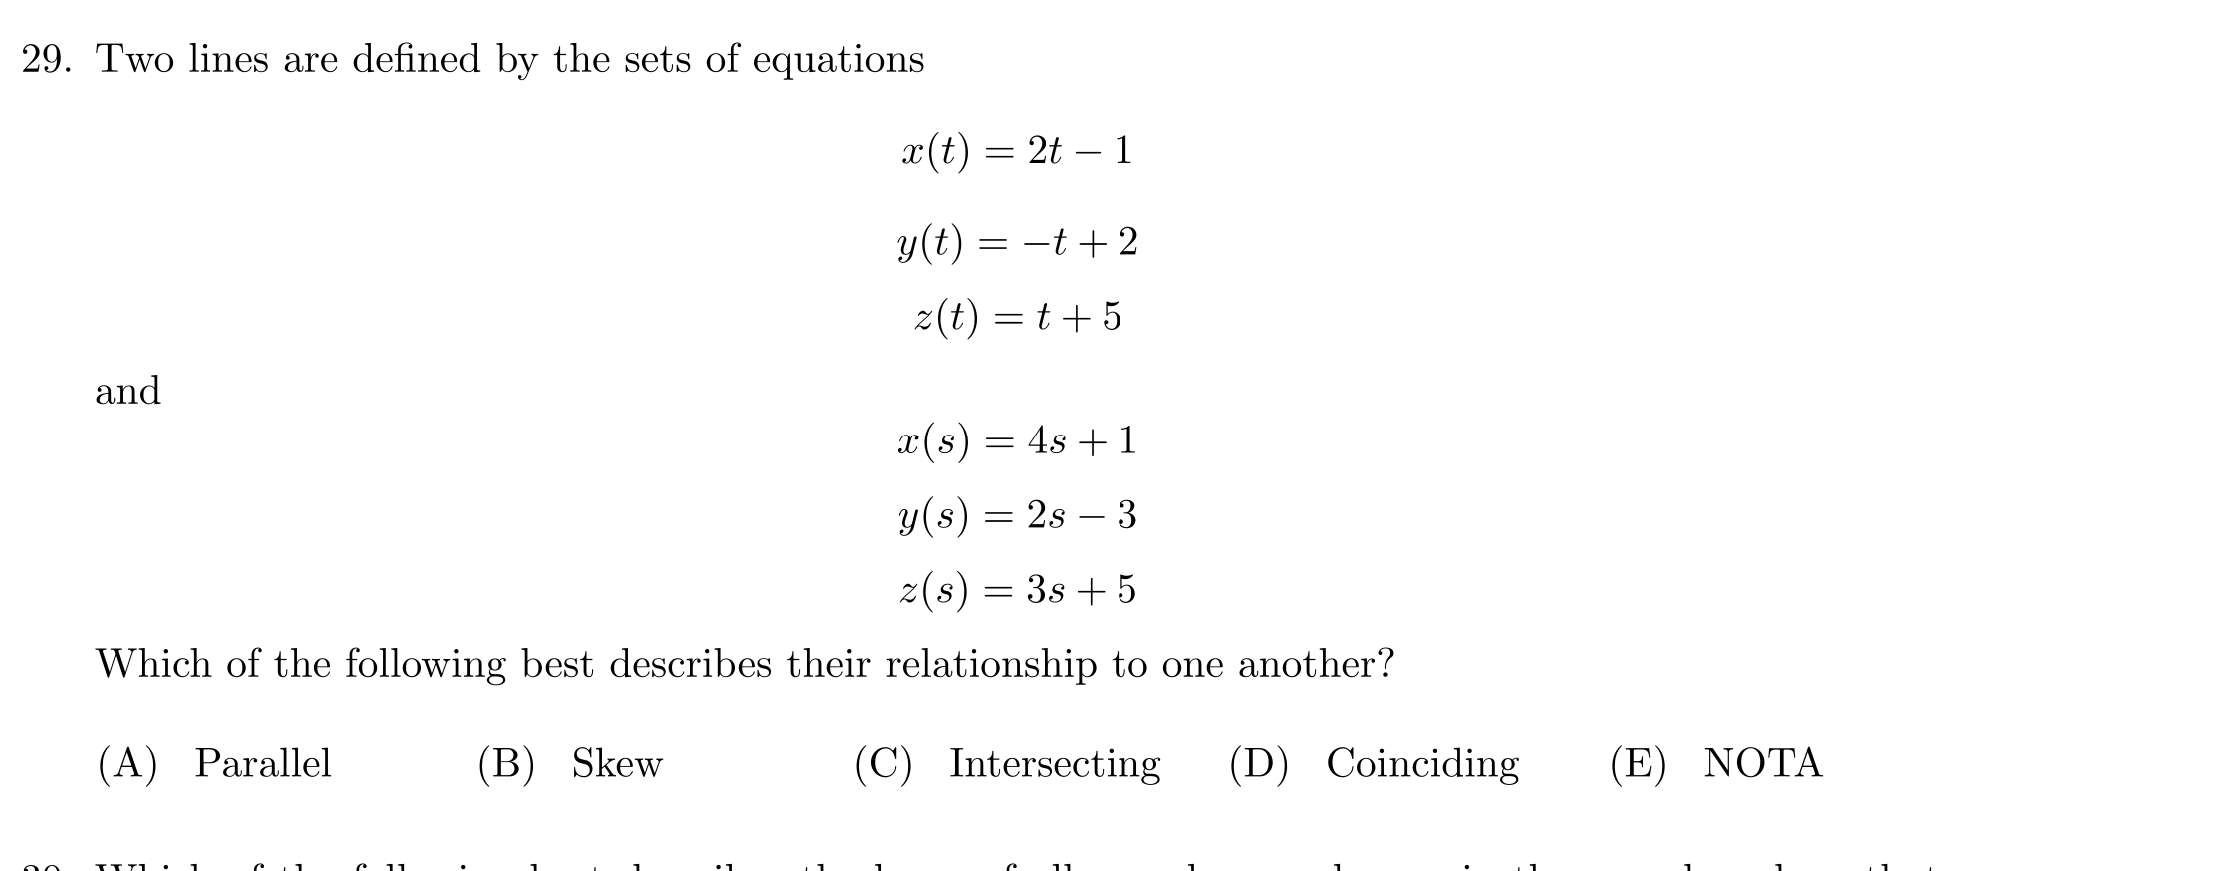 29. Two lines are defined by the sets of equations
x(t) = 2t − 1
y(t) = −t + 2
z(t) = t + 5
and
x(s) = 4s + 1
y(s) = 2s − 3
z(s) = 3s + 5
Which of the following best describes their relationship to one another?
(A) Parallel (B) Skew (C) Intersecting (D) Coinciding (E) NOTA